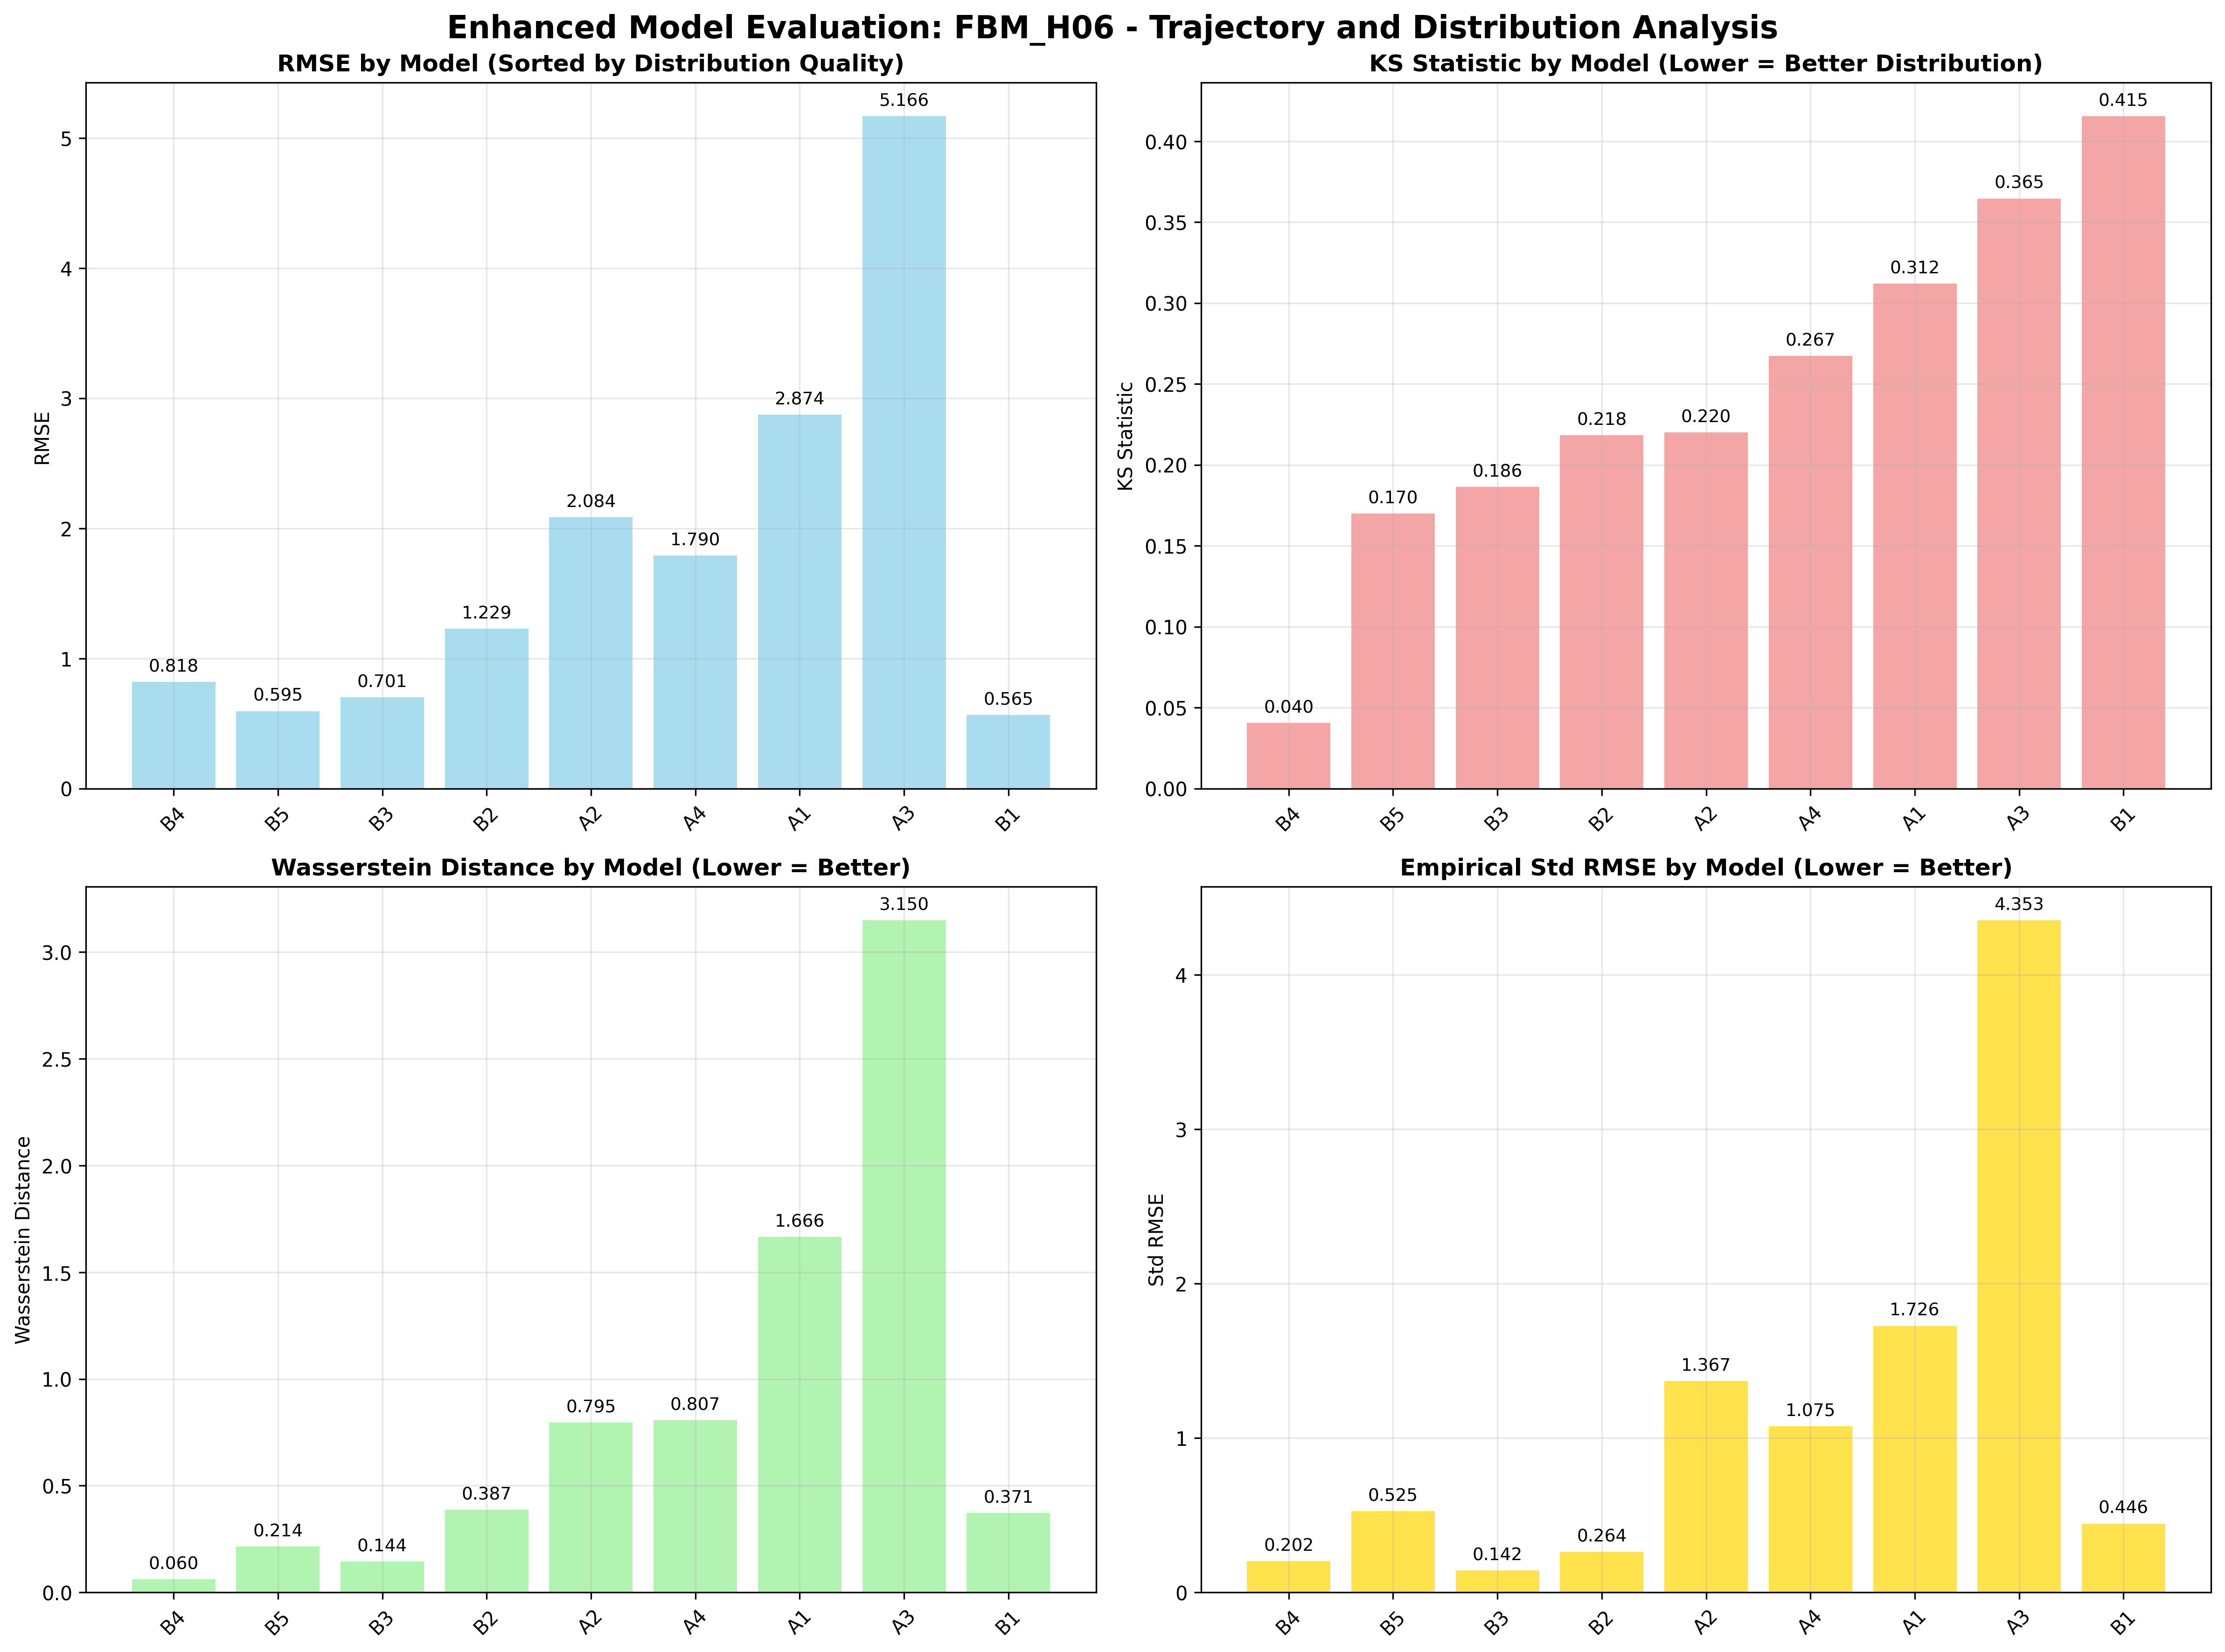 Enhanced Model Evaluation: FBM_H06 - Trajectory and Distribution Analysis
RMSE by Model (Sorted by Distribution Quality)
RMSE
5
4
3
2
1
0
0.818
0.595
0.701
1.229
2.084
1.790
2.874
5.166
0.565
B4
B5
B3
B2
A2
A4
A1
A3
B1
KS Statistic by Model (Lower = Better Distribution)
KS Statistic
0.40
0.35
0.30
0.25
0.20
0.15
0.10
0.05
0.00
0.040
0.170
0.186
0.218
0.220
0.267
0.312
0.365
0.415
B4
B5
B3
B2
A2
A4
A1
A3
B1
Wasserstein Distance by Model (Lower = Better)
Wasserstein Distance
3.0
2.5
2.0
1.5
1.0
0.5
0.0
0.060
0.214
0.144
0.387
0.795
0.807
1.666
3.150
0.371
B4
B5
B3
B2
A2
A4
A1
A3
B1
Empirical Std RMSE by Model (Lower = Better)
Std RMSE
4
3
2
1
0
0.202
0.525
0.142
0.264
1.367
1.075
1.726
4.353
0.446
B4
B5
B3
B2
A2
A4
A1
A3
B1